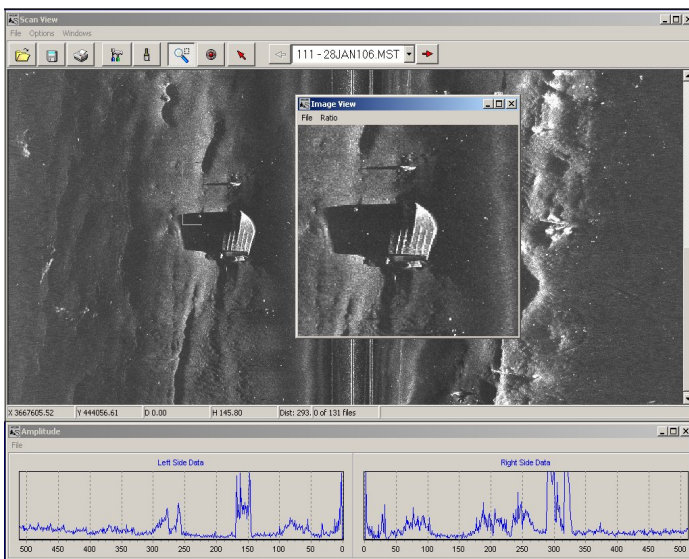 Scan View
File Options Windows
111 - 28JAN106.MST
Image View
File Ratio
X 3667605.52 Y 444056.61 D 0.00 H 145.80 Dist: 293. 0 of 131 files
Amplitude
File
Left Side Data Right Side Data
500 450 400 350 300 250 200 150 100 50 0 0 50 100 150 200 250 300 350 400 450 500